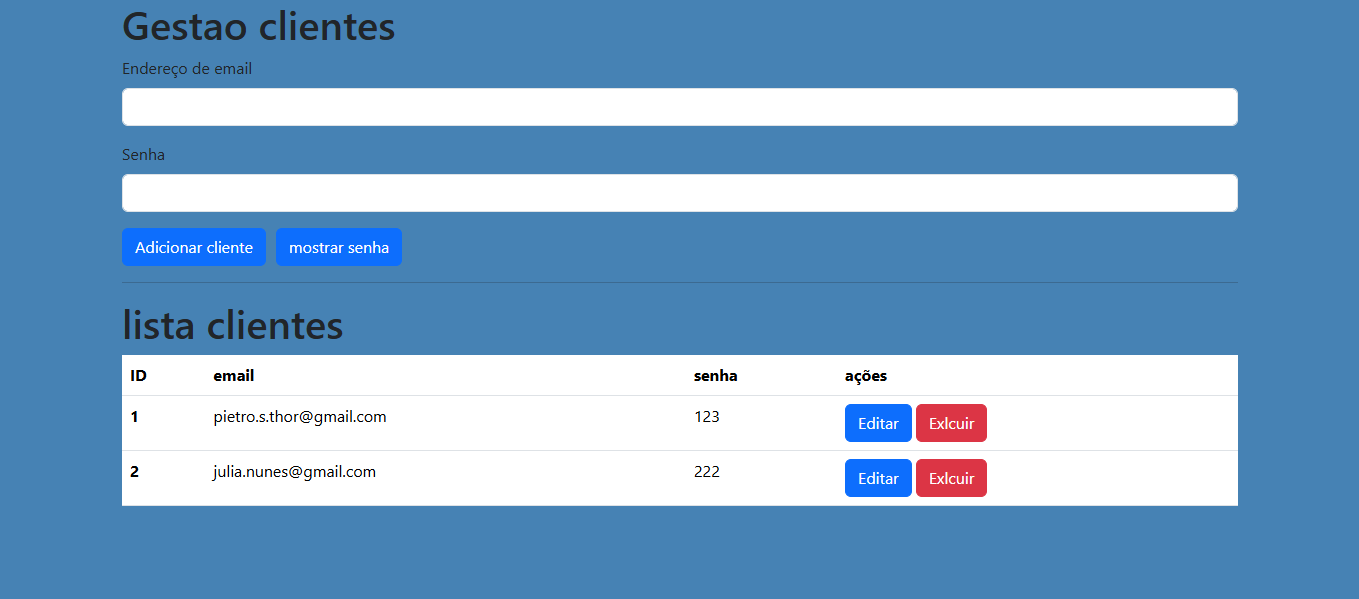 Gestao clientes
Endereço de email
Senha
Adicionar cliente mostrar senha
lista clientes
ID email senha ações
1 pietro.s.thor@gmail.com 123 Editar Exlcuir
2 julia.nunes@gmail.com 222 Editar Exlcuir